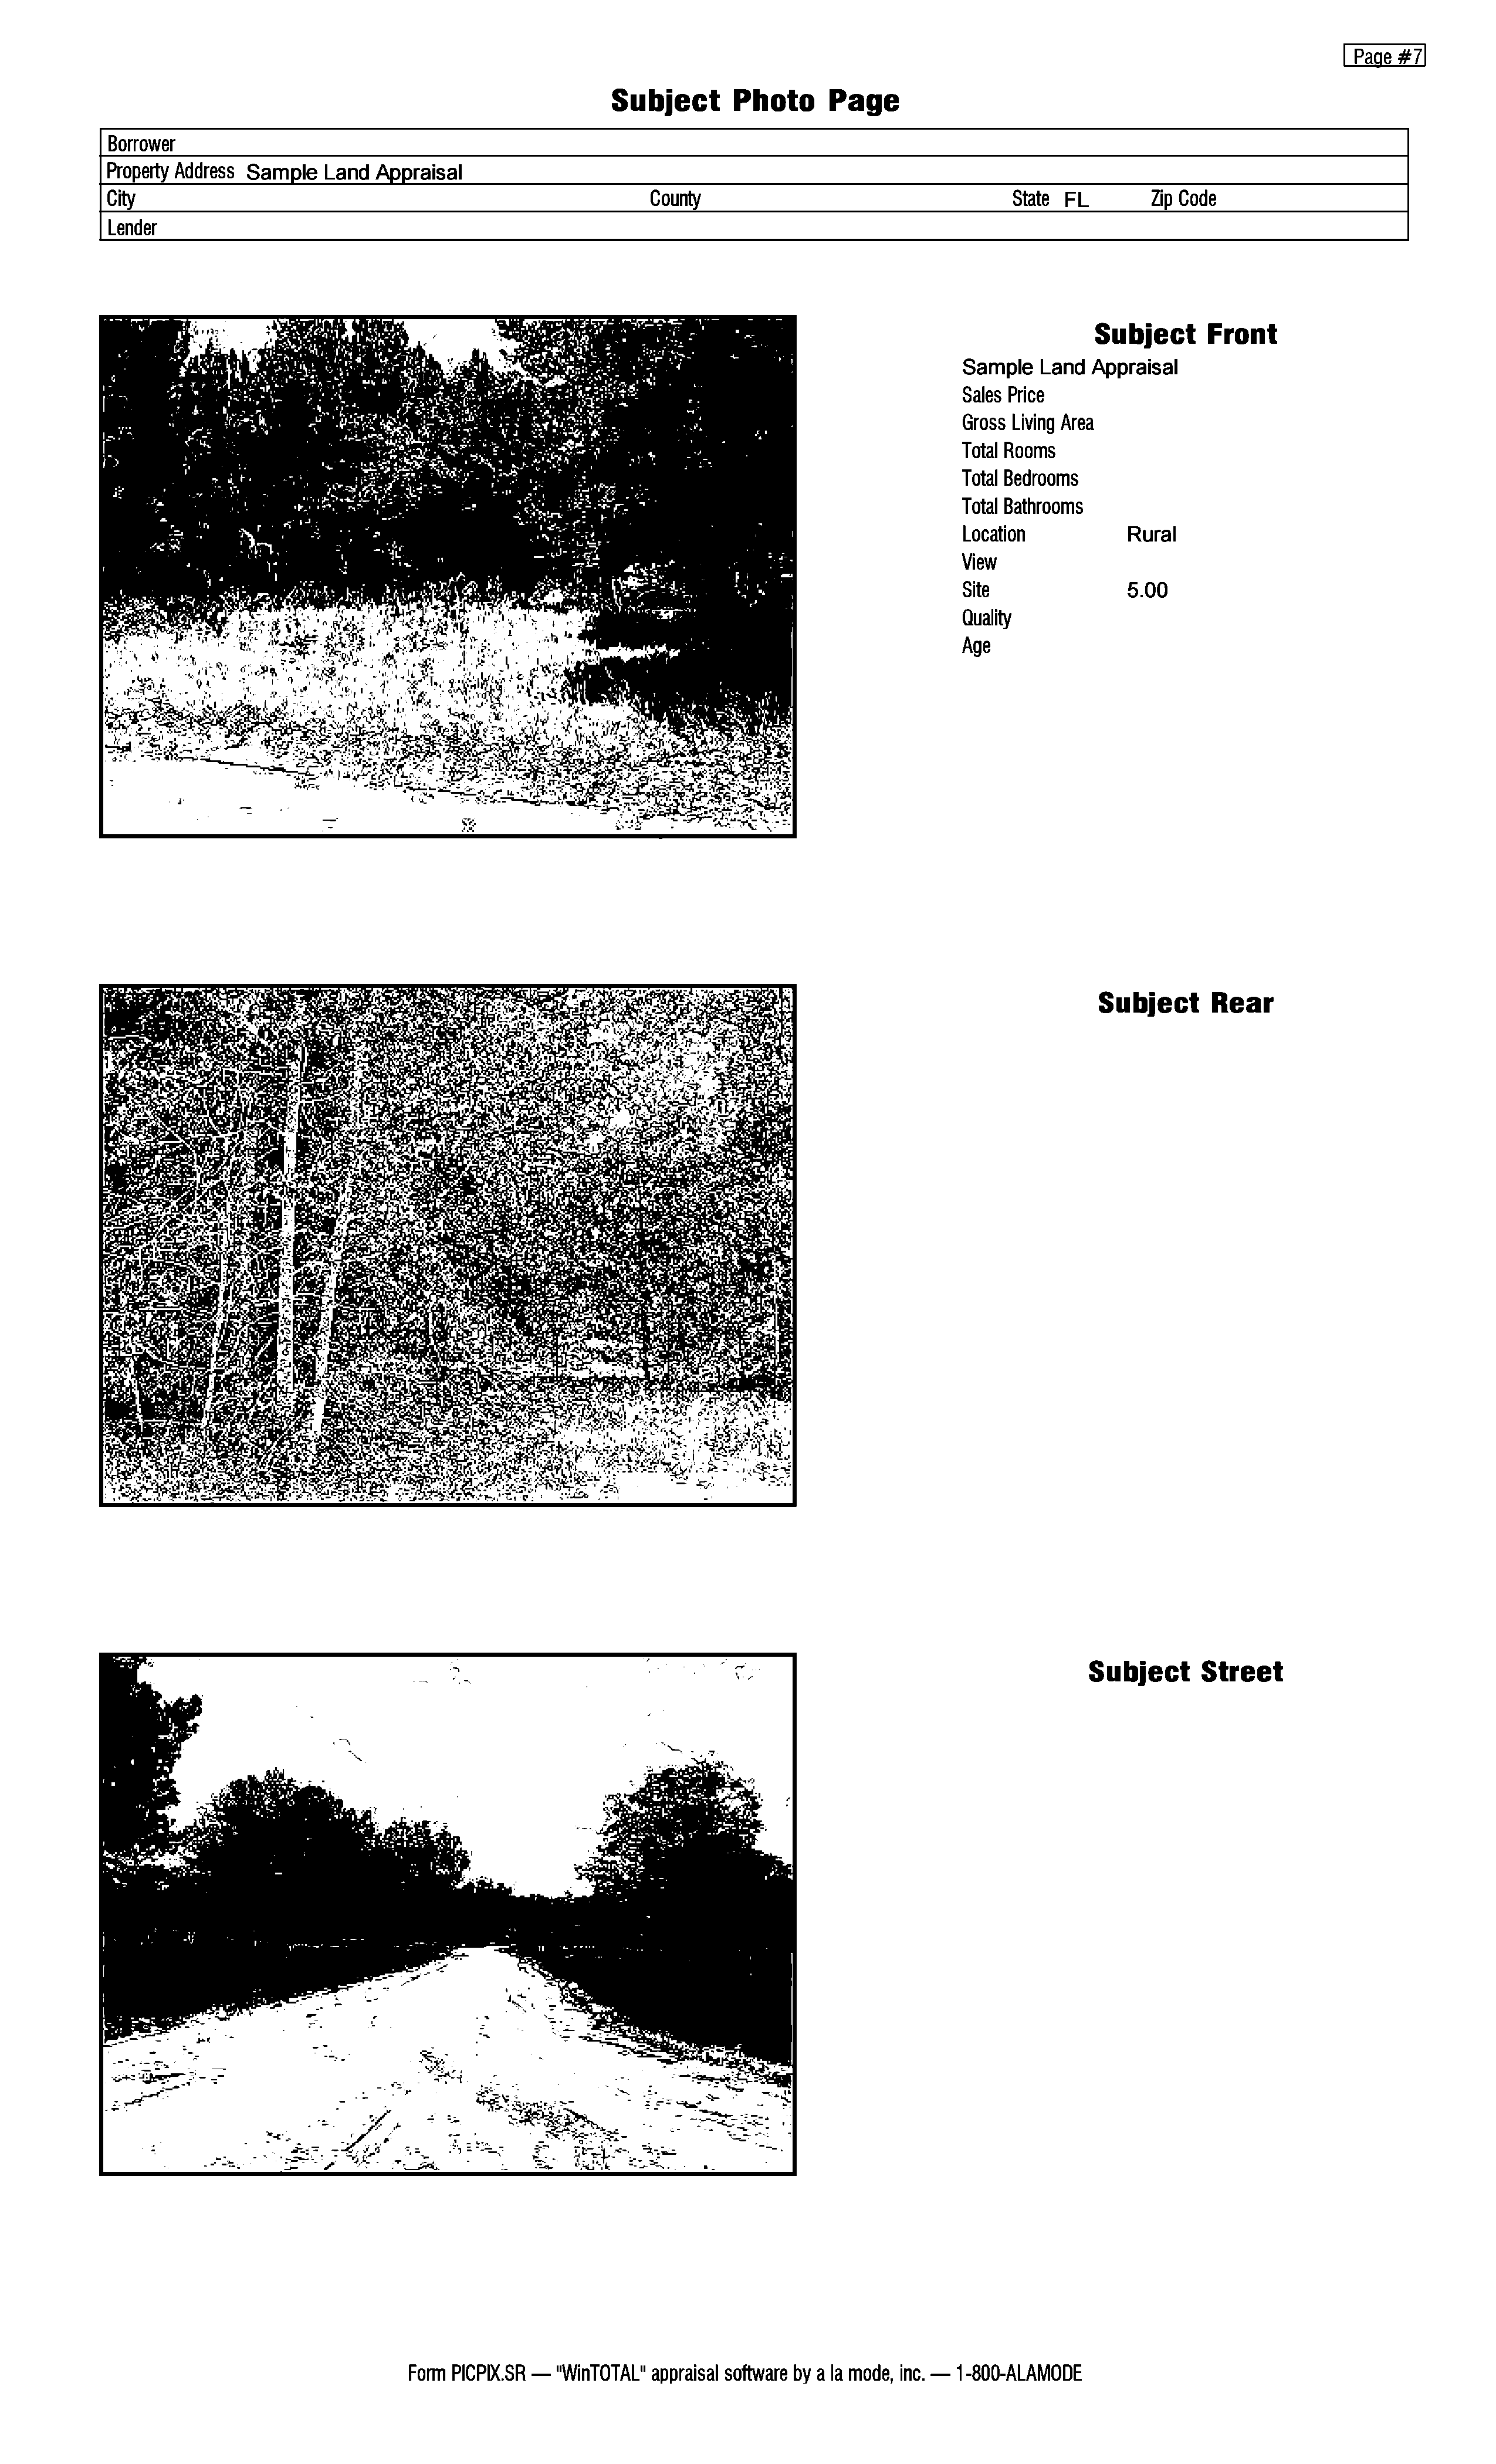 Page #7
Subject Photo Page
Borrower
Property Address Sample Land Appraisal
City County State FL Zip Code
Lender
Subject Front
Sample Land Appraisal
Sales Price
Gross Living Area
Total Rooms
Total Bedrooms
Total Bathrooms
Location Rural
View
Site 5.00
Quality
Age
Subject Rear
Subject Street
Form PICPIX.SR — "WinTOTAL" appraisal software by a la mode, inc. — 1-800-ALAMODE